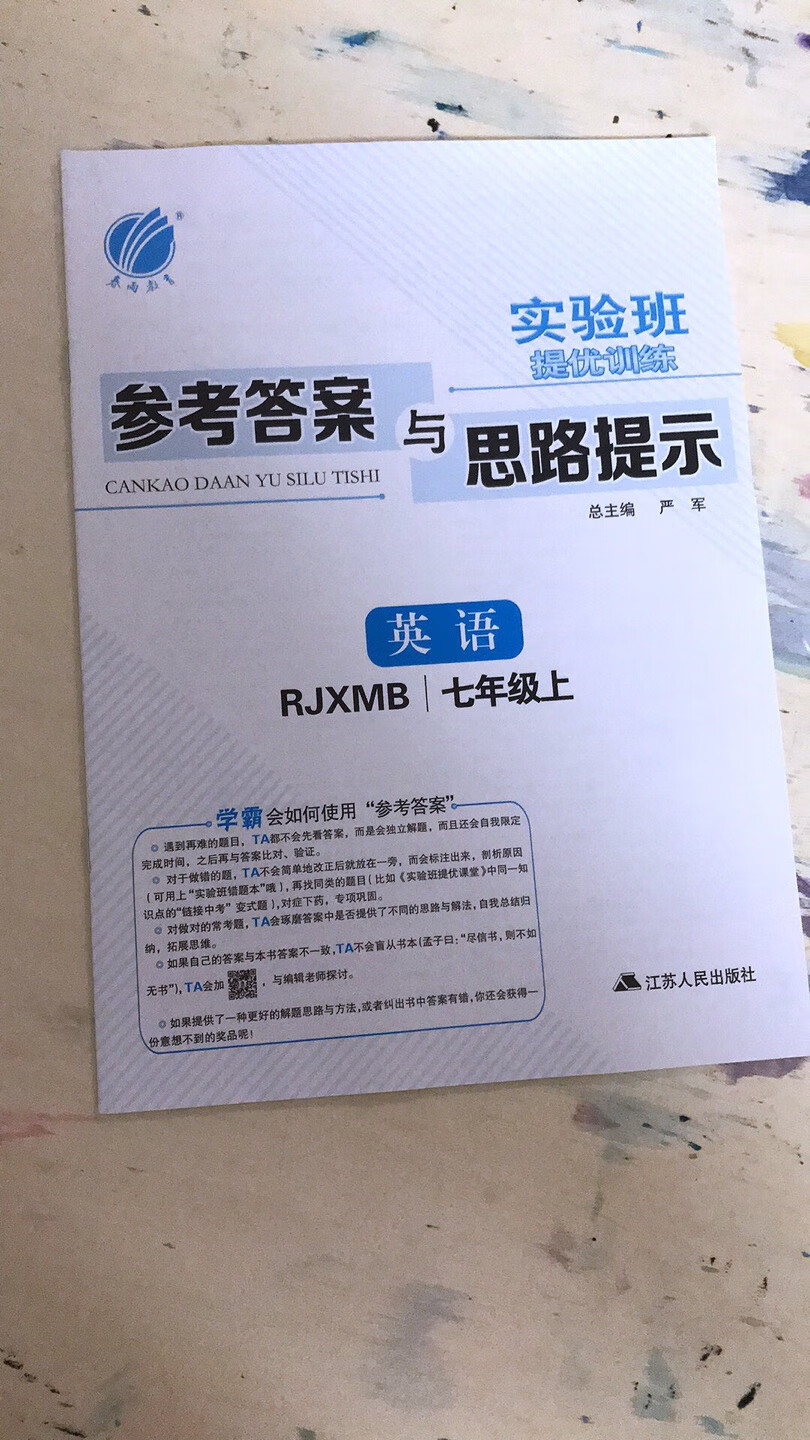 ®
春雨教育
实验班
提优训练
参考答案与思路提示
CANKAO DAAN YU SILU TISHI
总主编 严 军
英语
RJXMB 七年级上
学霸会如何使用“参考答案”
遇到再难的题目，TA都不会先看答案，而是会独立解题，而且还会自我限定
完成时间，之后再与答案比对、验证。
对于做错的题，TA不会简单地改正后就放在一旁，而会标注出来，剖析原因
（可用上“实验班错题本”哦），再找同类的题目（比如《实验班提优课堂》中同一知
识点的“链接中考”变式题），对症下药，专项巩固。
对做对的常考题，TA会琢磨答案中是否提供了不同的思路与解法，自我总结归
纳，拓展思维。
如果自己的答案与本书答案不一致，TA不会盲从书本（孟子曰：“尽信书，则不如
无书”），TA会加，与编辑老师探讨。
如果提供了一种更好的解题思路与方法，或者纠出书中答案有错，你还会获得一
份意想不到的奖品呢！
江苏人民出版社